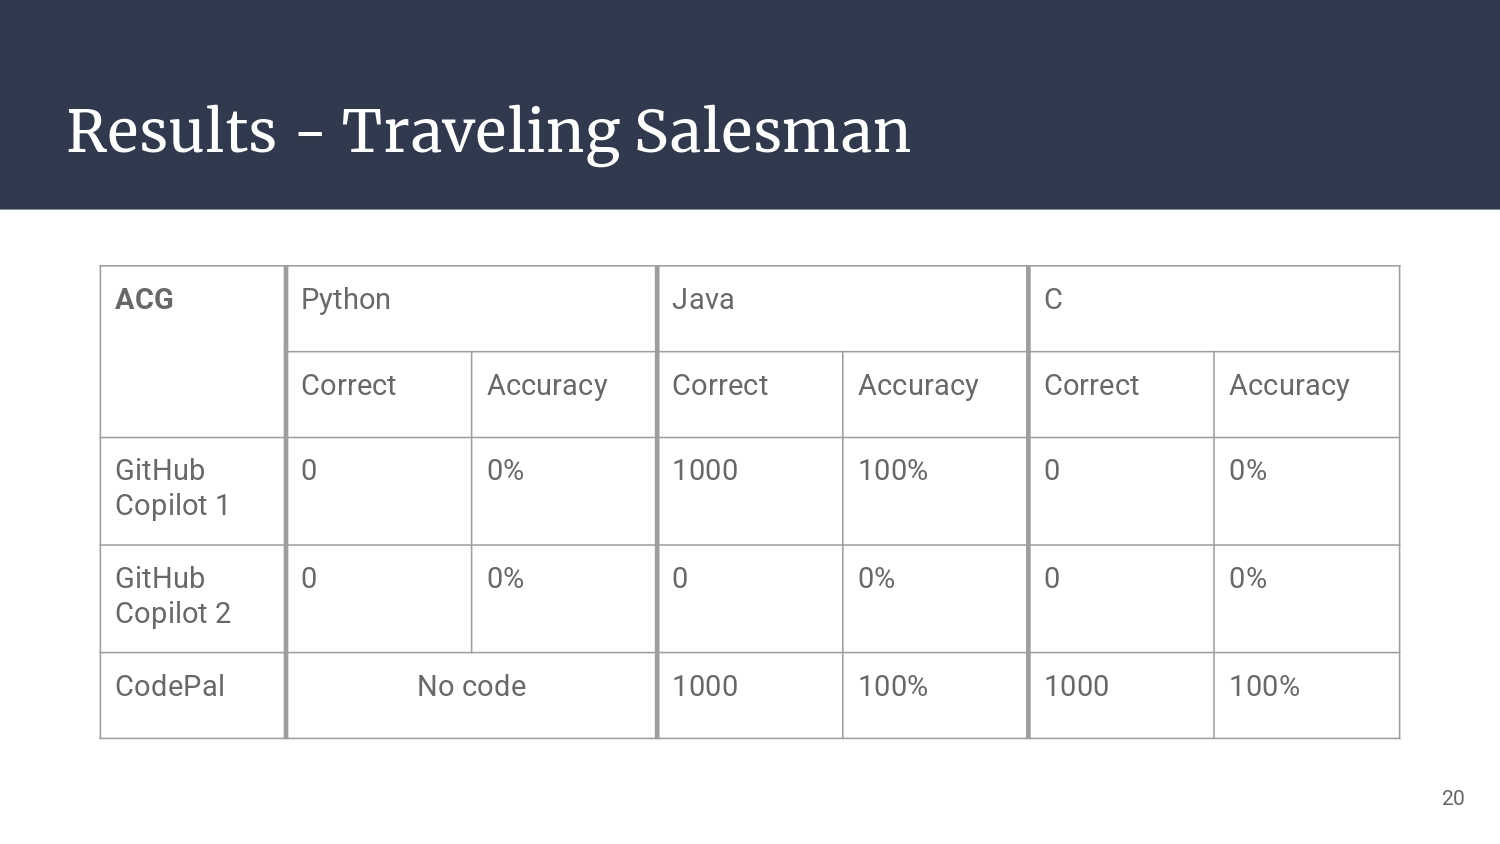 Results - Traveling Salesman
ACG Python Java C
Correct Accuracy Correct Accuracy Correct Accuracy
GitHub
Copilot 1 0 0% 1000 100% 0 0%
GitHub
Copilot 2 0 0% 0 0% 0 0%
CodePal No code 1000 100% 1000 100%
20